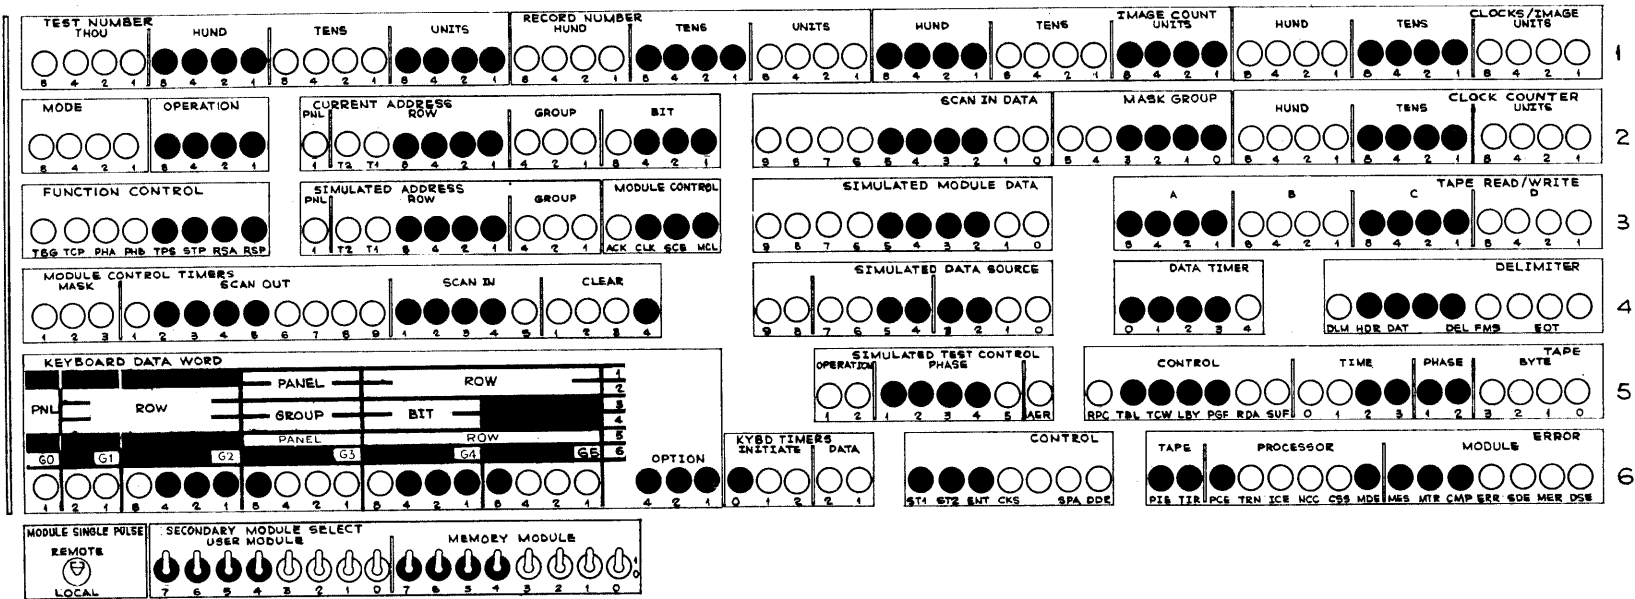 TEST NUMBER RECORD NUMBER IMAGE COUNT CLOCKS/IMAGE
THOU HUND TENS UNITS HUND TENS UNITS HUND TENS UNITS HUND TENS UNITS
1
8 4 2 1 8 4 2 1 8 4 2 1 8 4 2 1 8 4 2 1 8 4 2 1 8 4 2 1 8 4 2 1 8 4 2 1 8 4 2 1 8 4 2 1 8 4 2 1 8 4 2 1
MODE OPERATION CURRENT ADDRESS SCAN IN DATA MASK GROUP CLOCK COUNTER
PNL ROW GROUP BIT HUND TENS UNITS
2
8 4 2 1 8 4 2 1 1 T2 T1 8 4 2 1 4 2 1 8 4 2 1 9 8 7 6 5 4 3 2 1 0 5 4 3 2 1 0 8 4 2 1 8 4 2 1 8 4 2 1
FUNCTION CONTROL SIMULATED ADDRESS MODULE CONTROL SIMULATED MODULE DATA TAPE READ/WRITE
PNL ROW GROUP A B C D
3
TBG TCP PHA PHB TPS STP RSA RSP 1 T2 T1 8 4 2 1 4 2 1 ACK CLK SCB MCL 9 8 7 6 5 4 3 2 1 0 8 4 2 1 8 4 2 1 8 4 2 1 8 4 2 1
MODULE CONTROL TIMERS SIMULATED DATA SOURCE DATA TIMER DELIMITER
MASK SCAN OUT SCAN IN CLEAR
4
1 2 3 1 2 3 4 5 6 7 8 9 1 2 3 4 5 1 2 3 4 9 8 7 6 5 4 3 2 1 0 0 1 2 3 4 DLM HDR DAT DEL FMS EOT
KEYBOARD DATA WORD SIMULATED TEST CONTROL TAPE
OPERATION PHASE CONTROL TIME PHASE BYTE
PANEL ROW 1
2
5
PNL ROW GROUP BIT 3
4
1 2 1 2 3 4 5 AER RPC TBL TCW LBY PGF RDA SUF 0 1 2 3 1 2 3 2 1 0
PANEL ROW 5
G0 G1 G2 G3 G4 G5 6
OPTION KYBD TIMERS CONTROL ERROR
INITIATE DATA TAPE PROCESSOR MODULE
6
1 2 1 8 4 2 1 8 4 2 1 8 4 2 1 8 4 2 1 4 2 1 0 1 2 2 1 ST1 ST2 ENT CKS SPA DDR PIE TIR PCE TRN ICE NCC CSS MDE MES MTR CMP ERR SDE MER DSE
MODULE SINGLE PULSE SECONDARY MODULE SELECT
USER MODULE MEMORY MODULE
REMOTE
1
0
LOCAL 7 6 5 4 3 2 1 0 7 6 5 4 3 2 1 0